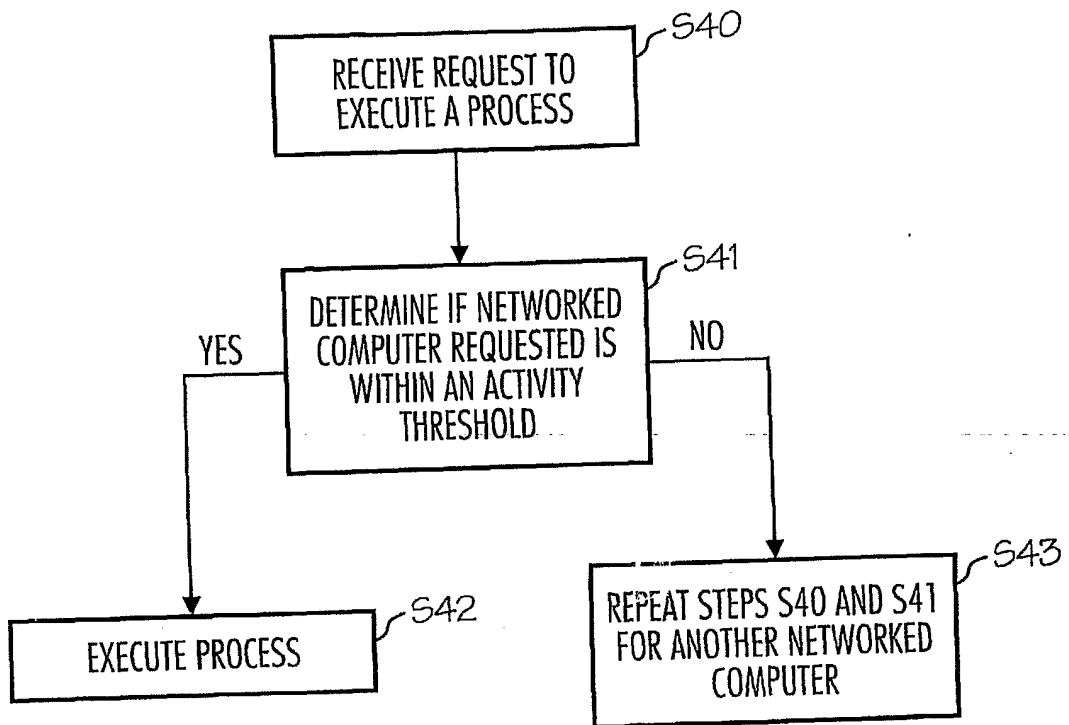 S40
RECEIVE REQUEST TO
EXECUTE A PROCESS
S41
DETERMINE IF NETWORKED
COMPUTER REQUESTED IS
WITHIN AN ACTIVITY
THRESHOLD
YES
NO
S42
EXECUTE PROCESS
S43
REPEAT STEPS S40 AND S41
FOR ANOTHER NETWORKED
COMPUTER